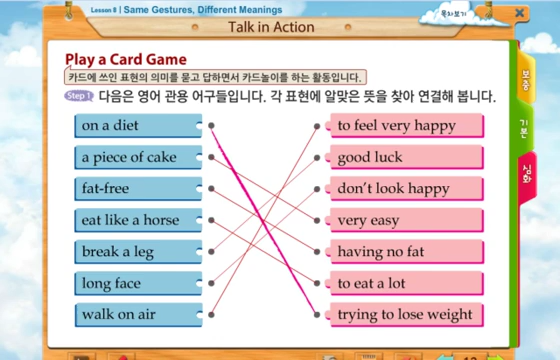 Lesson 8 | Same Gestures, Different Meanings
목차보기
Talk in Action
Play a Card Game
카드에 쓰인 표현의 의미를 묻고 답하면서 카드놀이를 하는 활동입니다.
Step 1 다음은 영어 관용 어구들입니다. 각 표현에 알맞은 뜻을 찾아 연결해 봅니다.
on a diet
to feel very happy
a piece of cake
good luck
fat-free
don't look happy
eat like a horse
very easy
break a leg
having no fat
long face
to eat a lot
walk on air
trying to lose weight
보충
기본
심화